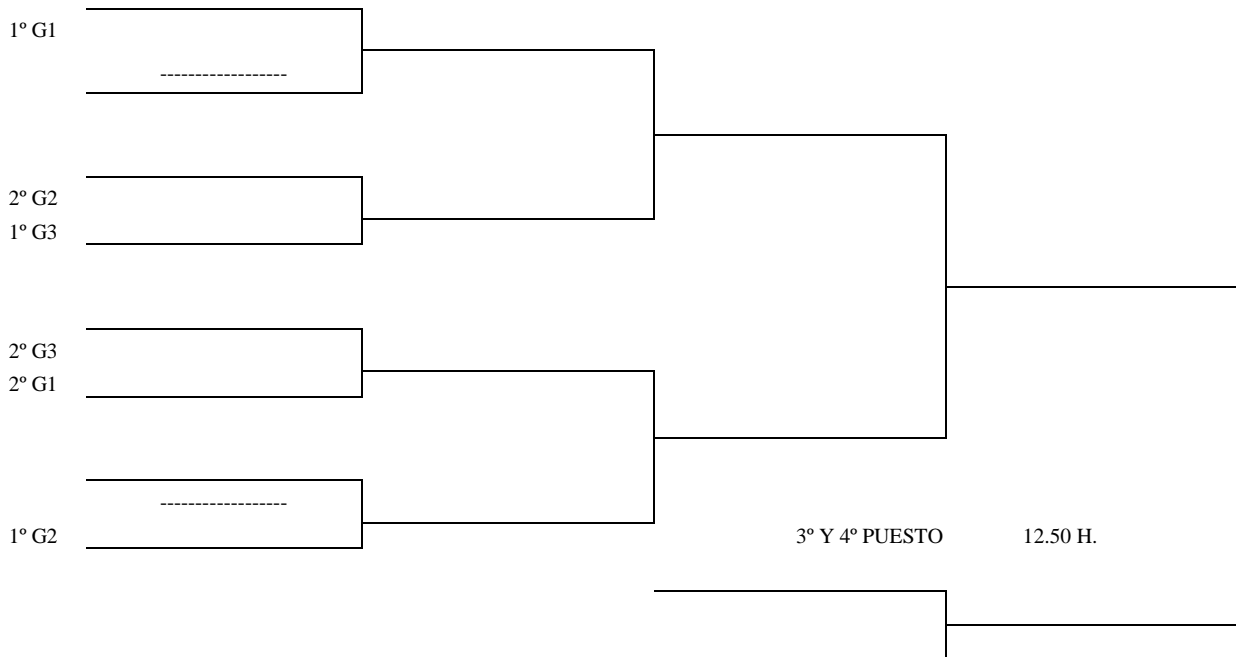 1º G1
-------------------
2º G2
1º G3
2º G3
2º G1
-------------------
1º G2
3º Y 4º PUESTO 12.50 H.